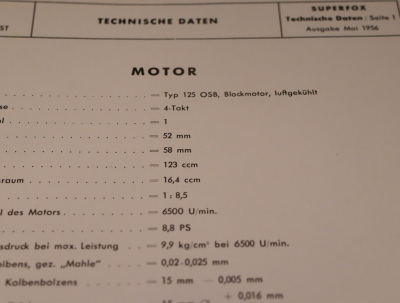 SUPERFOX
TECHNISCHE DATEN
Technische Daten : Seite 1
Ausgabe Mai 1956
MOTOR
= Typ 125 OSB, Blockmotor, luftgekühlt
= 4-Takt
= 1
= 52 mm
= 58 mm
= 123 ccm
raum = 16,4 ccm
= 1 : 8,5
l des Motors = 6500 U/min.
= 8,8 PS
sdruck bei max. Leistung = 9,9 kg/cm² bei 6500 U/min.
lbens, gez. „Mahle" = 0,02-0,025 mm
Kolbenbolzens = 15 mm – 0,005 mm
+ 0,016 mm